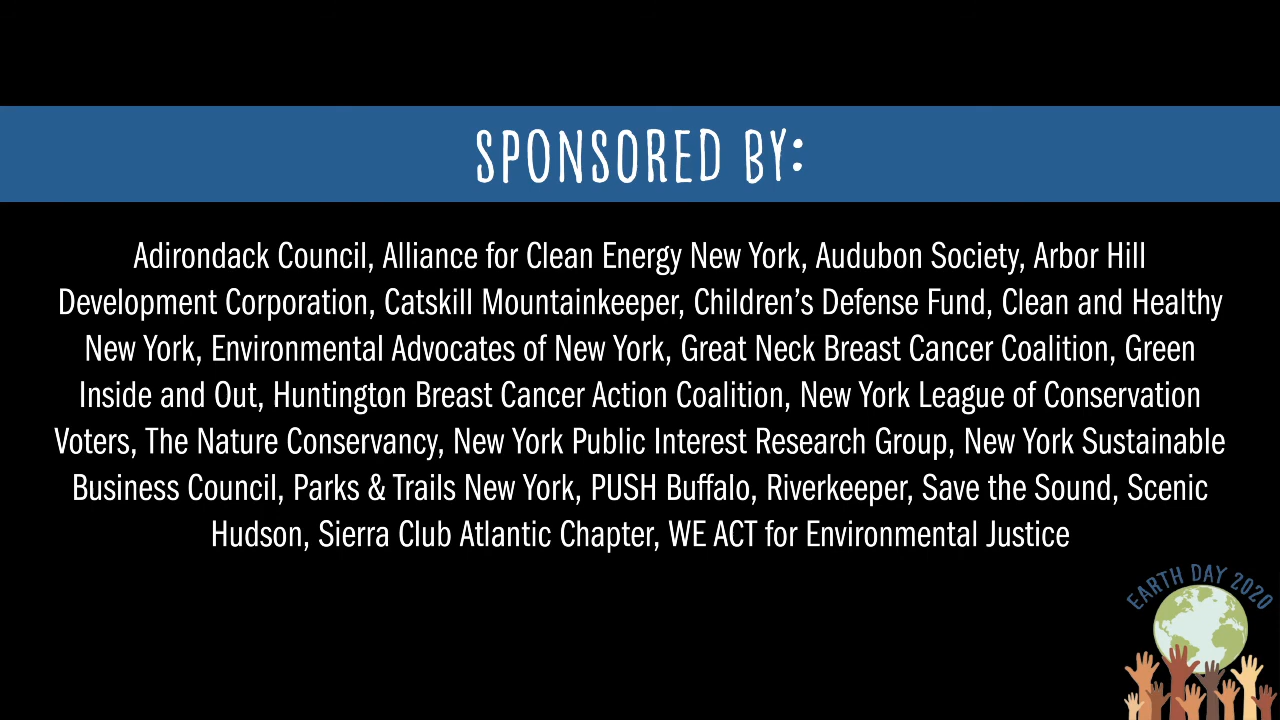 SPONSORED BY:
Adirondack Council, Alliance for Clean Energy New York, Audubon Society, Arbor Hill
Development Corporation, Catskill Mountainkeeper, Children’s Defense Fund, Clean and Healthy
New York, Environmental Advocates of New York, Great Neck Breast Cancer Coalition, Green
Inside and Out, Huntington Breast Cancer Action Coalition, New York League of Conservation
Voters, The Nature Conservancy, New York Public Interest Research Group, New York Sustainable
Business Council, Parks & Trails New York, PUSH Buffalo, Riverkeeper, Save the Sound, Scenic
Hudson, Sierra Club Atlantic Chapter, WE ACT for Environmental Justice
EARTH DAY 2020